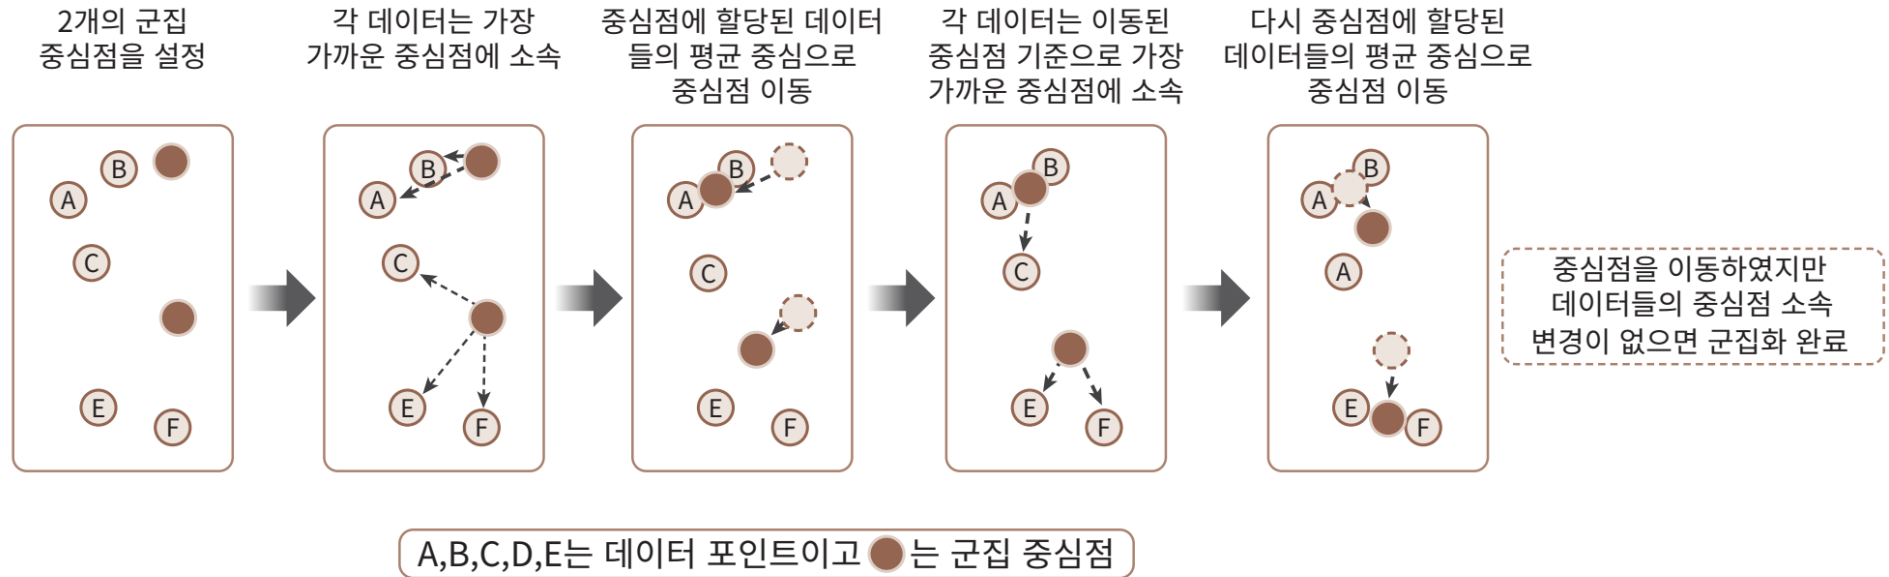 2개의 군집
중심점을 설정
각 데이터는 가장
가까운 중심점에 소속
중심점에 할당된 데이터
들의 평균 중심으로
중심점 이동
각 데이터는 이동된
중심점 기준으로 가장
가까운 중심점에 소속
다시 중심점에 할당된
데이터들의 평균 중심으로
중심점 이동
B
A
C
E
F
B
A
C
E
F
B
A
C
E
F
B
A
C
E
F
B
A
A
E
F
중심점을 이동하였지만
데이터들의 중심점 소속
변경이 없으면 군집화 완료
A,B,C,D,E는 데이터 포인트이고 는 군집 중심점